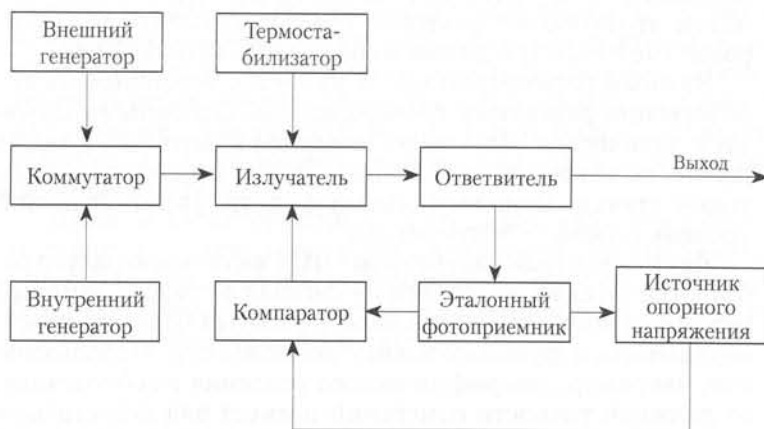 Внешний
генератор
Термоста-
билизатор
Коммутатор
Излучатель
Ответвитель
Выход
Внутренний
генератор
Компаратор
Эталонный
фотоприемник
Источник
опорного
напряжения